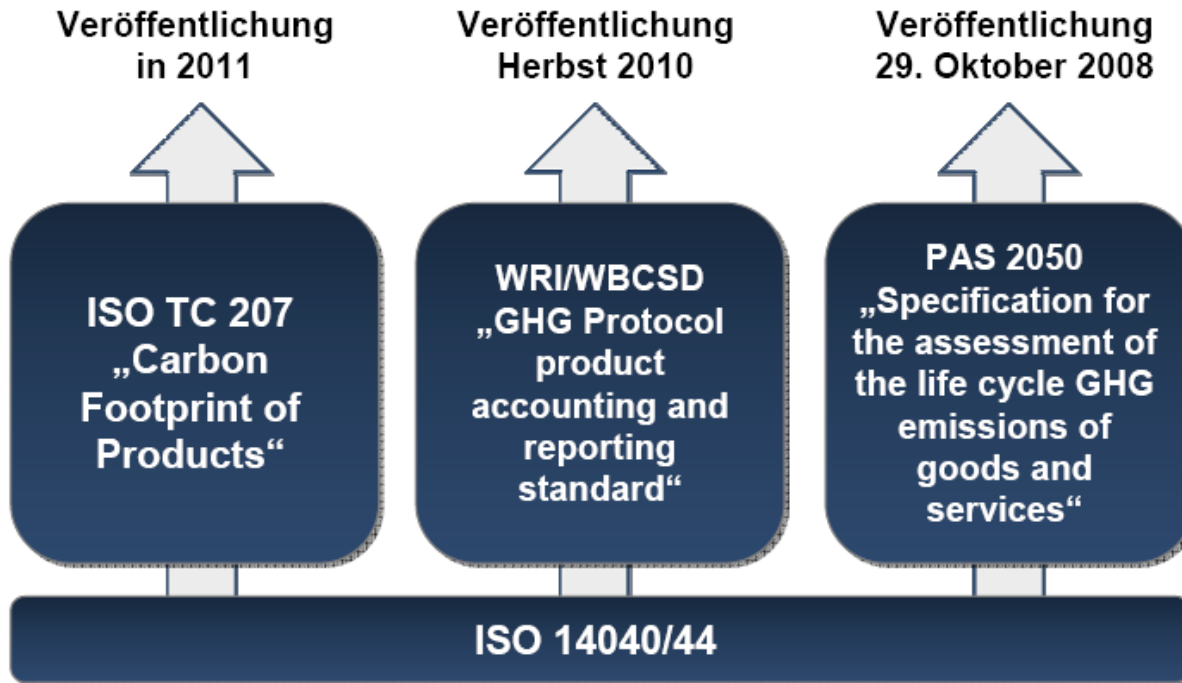 Veröffentlichung
in 2011
Veröffentlichung
Herbst 2010
Veröffentlichung
29. Oktober 2008
ISO TC 207
„Carbon
Footprint of
Products“
WRI/WBCSD
„GHG Protocol
product
accounting and
reporting
standard“
PAS 2050
„Specification for
the assessment of
the life cycle GHG
emissions of
goods and
services“
ISO 14040/44